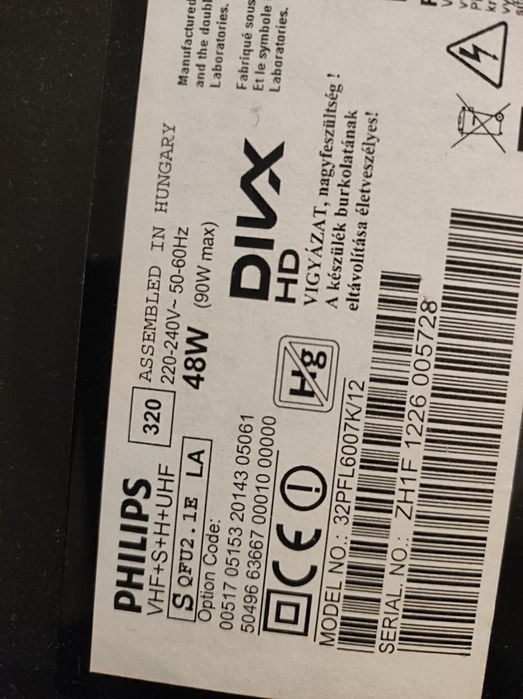 PHILIPS
VHF+S+H+UHF 320 ASSEMBLED IN HUNGARY
220-240V~ 50-60Hz
S QFU2.1E LA 48W (90W max)
Option Code:
00517 05153 20143 05061
50496 63667 00010 00000
Manufactured
and the doubl
Laboratories.
Fabriqué sous
Et le symbole
Laboratories.
DIVX
HD
Hg
VIGYÁZAT, nagyfeszültség !
A készülék burkolatának
eltávolítása életveszélyes!
CE
MODEL NO.: 32PFL6007K/12
SERIAL. NO.: ZH1F 1226 005728